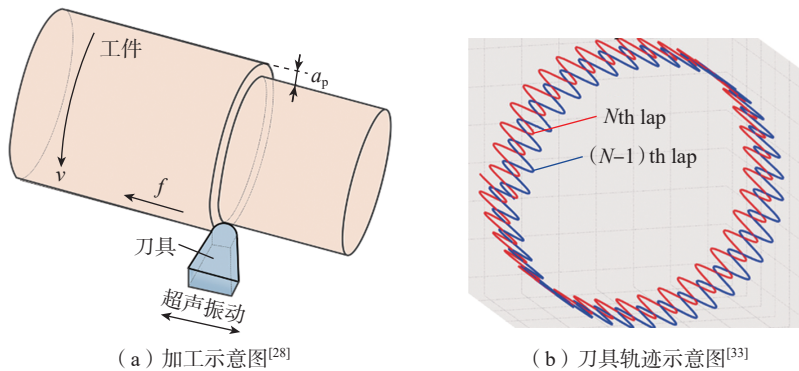 工件
aₚ
v
f
刀具
超声振动
（a）加工示意图[28]
Nth lap
（N–1）th lap
（b）刀具轨迹示意图[33]